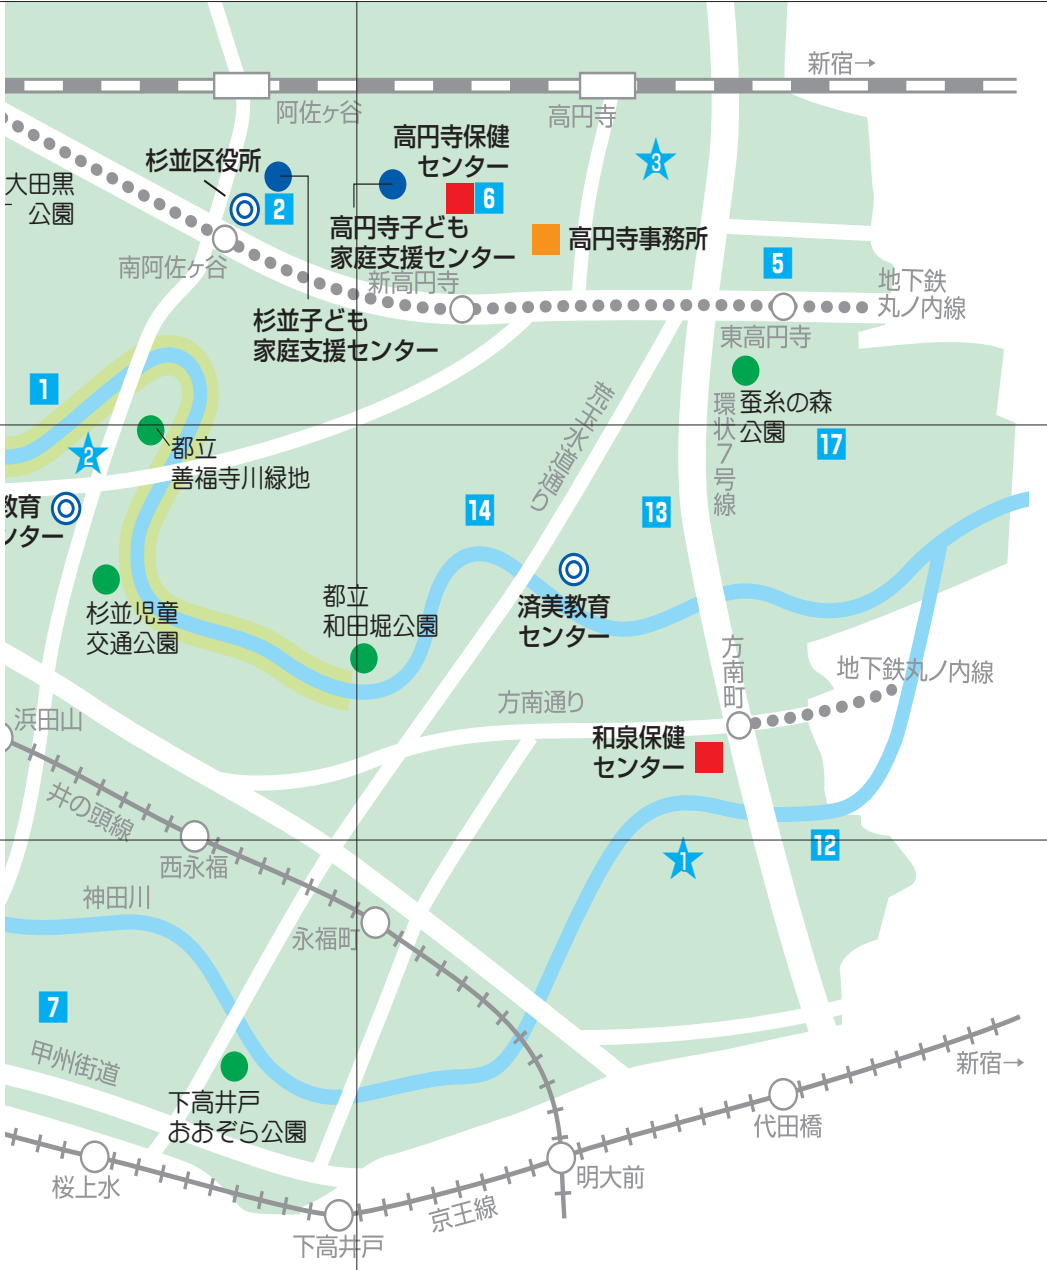 新宿→
阿佐ヶ谷
高円寺
高円寺保健
センター
3
杉並区役所
大田黒
公園
2
6
高円寺子ども
家庭支援センター
高円寺事務所
南阿佐ヶ谷
新高円寺
5
地下鉄
丸ノ内線
杉並子ども
家庭支援センター
東高円寺
1
荒玉水道通り
環状7号線
蚕糸の森
公園
17
2
都立
善福寺川緑地
教育
ンター
14
13
杉並児童
交通公園
都立
和田堀公園
済美教育
センター
方南町
地下鉄丸ノ内線
方南通り
浜田山
和泉保健
センター
井の頭線
西永福
12
1
神田川
永福町
7
甲州街道
下高井戸
おおぞら公園
新宿→
代田橋
桜上水
明大前
京王線
下高井戸